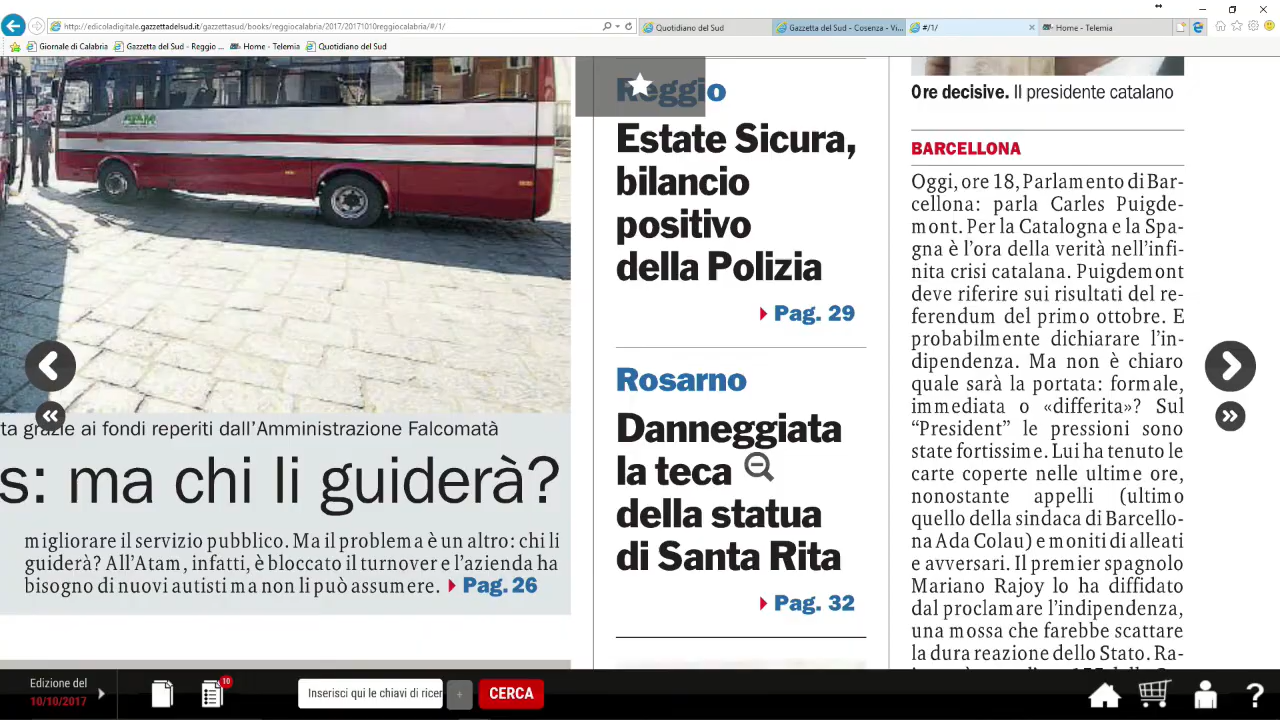 http://edicoladigitale.gazzettadelsud.it/gazzettasud/books/reggiocalabria/2017/20171010reggiocalabria/#/1/
Quotidiano del Sud
Gazzetta del Sud - Cosenza - Vi...
#/1/
Home - Telemia
Giornale di Calabria
Gazzetta del Sud - Reggio ...
Home - Telemia
Quotidiano del Sud
ATAM
ta grazie ai fondi reperiti dall'Amministrazione Falcomatà
s: ma chi li guiderà?
migliorare il servizio pubblico. Ma il problema è un altro: chi li
guiderà? All'Atam, infatti, è bloccato il turnover e l'azienda ha
bisogno di nuovi autisti ma non li può assumere. Pag. 26
Reggio
Estate Sicura,
bilancio
positivo
della Polizia
Pag. 29
Rosarno
Danneggiata
la teca
della statua
di Santa Rita
Pag. 32
Ore decisive. Il presidente catalano
BARCELLONA
Oggi, ore 18, Parlamento di Bar-
cellona: parla Carles Puigde-
mont. Per la Catalogna e la Spa-
gna è l'ora della verità nell'infi-
nita crisi catalana. Puigdemont
deve riferire sui risultati del re-
ferendum del primo ottobre. E
probabilmente dichiarare l'in-
dipendenza. Ma non è chiaro
quale sarà la portata: formale,
immediata o «differita»? Sul
“President” le pressioni sono
state fortissime. Lui ha tenuto le
carte coperte nelle ultime ore,
nonostante appelli (ultimo
quello della sindaca di Barcello-
na Ada Colau) e moniti di alleati
e avversari. Il premier spagnolo
Mariano Rajoy lo ha diffidato
dal proclamare l'indipendenza,
una mossa che farebbe scattare
la dura reazione dello Stato. Ra-
Edizione del
10/10/2017
10
Inserisci qui le chiavi di ricer
+
CERCA
?